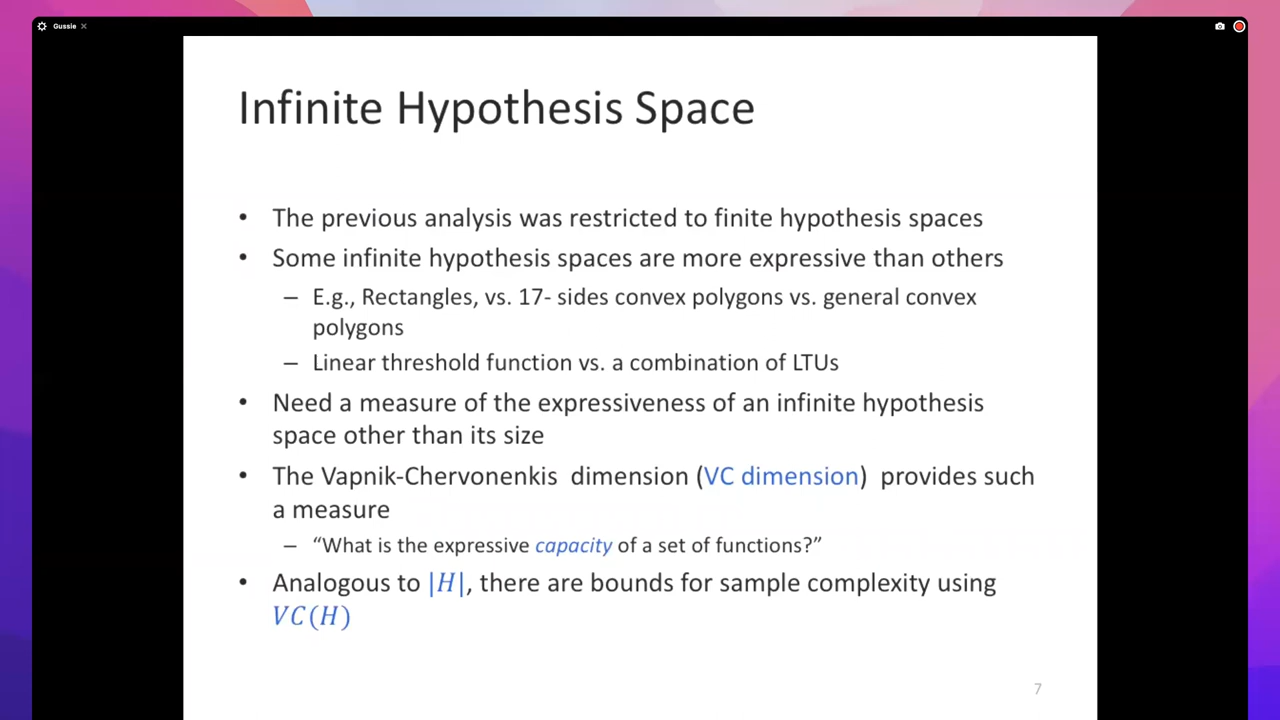 Gussie
Infinite Hypothesis Space
• The previous analysis was restricted to finite hypothesis spaces
• Some infinite hypothesis spaces are more expressive than others
– E.g., Rectangles, vs. 17- sides convex polygons vs. general convex
polygons
– Linear threshold function vs. a combination of LTUs
• Need a measure of the expressiveness of an infinite hypothesis
space other than its size
• The Vapnik-Chervonenkis dimension (VC dimension) provides such
a measure
– “What is the expressive capacity of a set of functions?”
• Analogous to |H|, there are bounds for sample complexity using
VC(H)
7